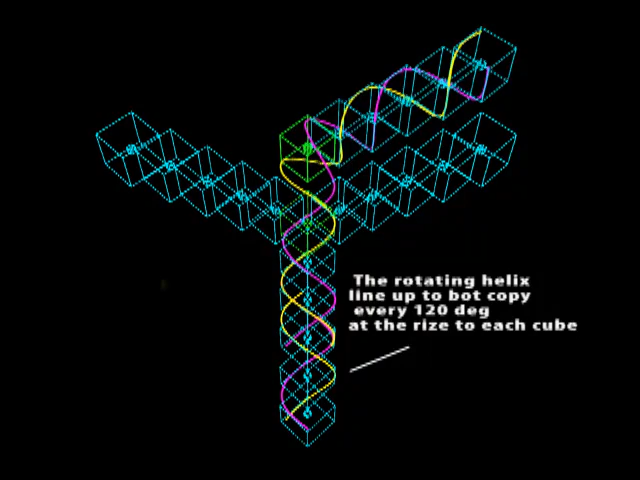 The rotating helix
line up to bot copy
every 120 deg
at the rize to each cube